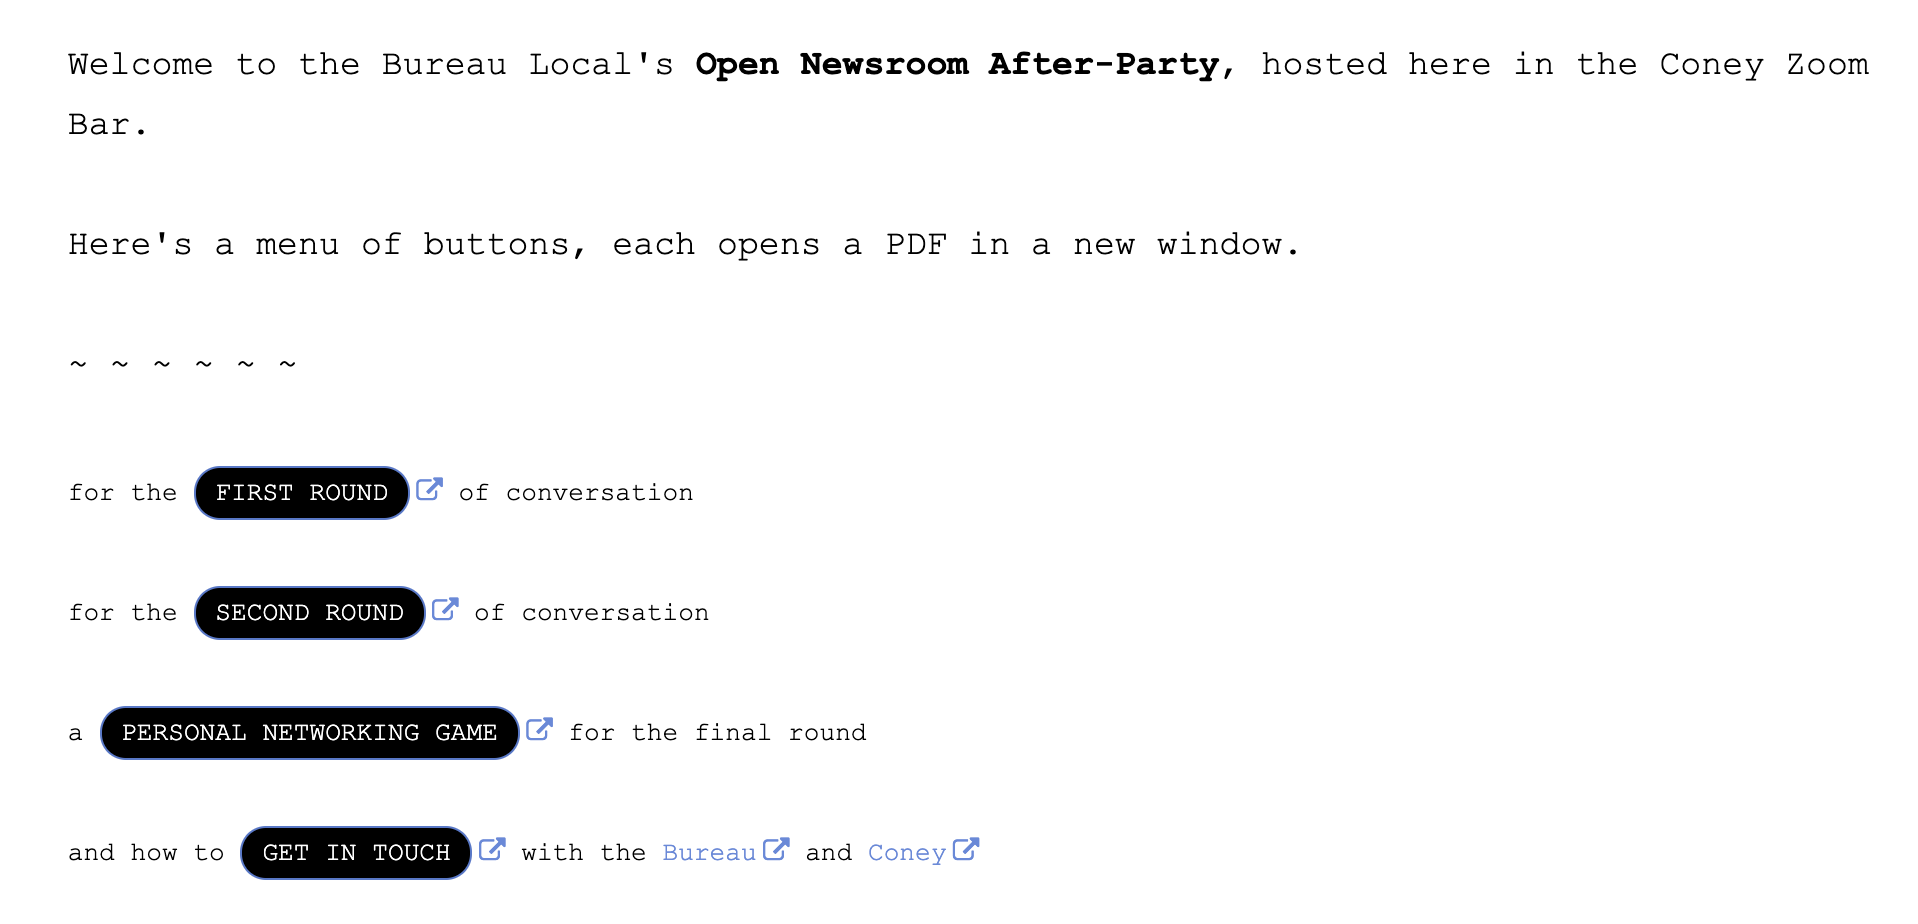 Welcome to the Bureau Local's Open Newsroom After-Party, hosted here in the Coney Zoom
Bar.
Here's a menu of buttons, each opens a PDF in a new window.
~ ~ ~ ~ ~ ~
for the FIRST ROUND of conversation
for the SECOND ROUND of conversation
a PERSONAL NETWORKING GAME for the final round
and how to GET IN TOUCH with the Bureau and Coney